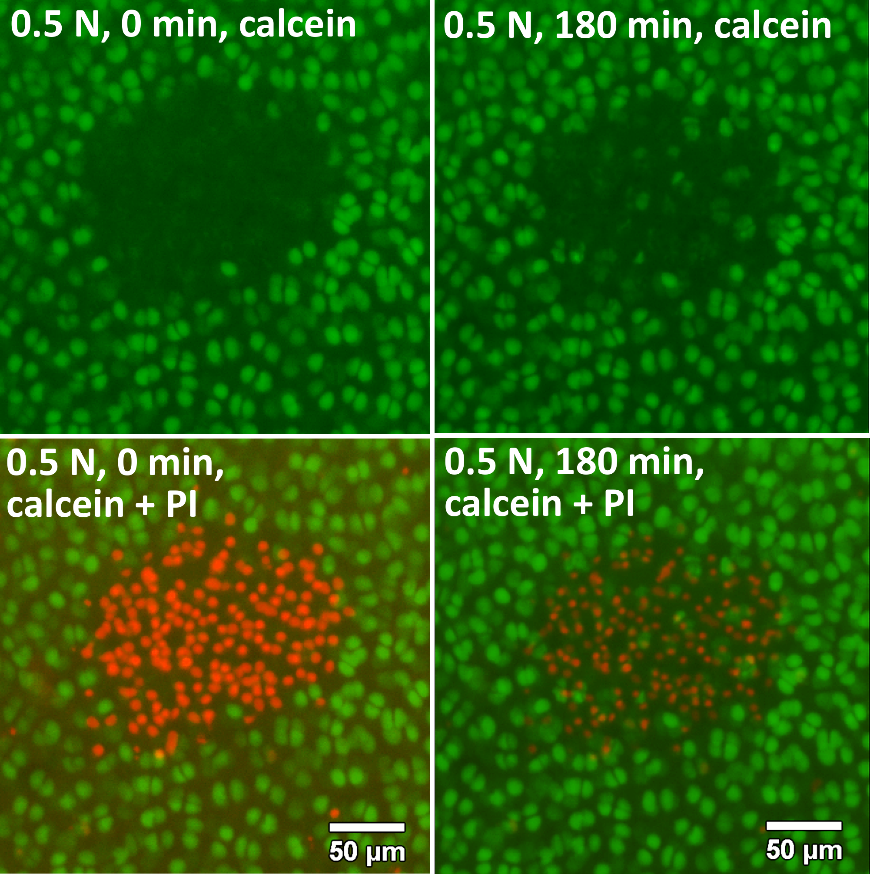 0.5 N, 0 min, calcein
0.5 N, 180 min, calcein
0.5 N, 0 min,
calcein + PI
0.5 N, 180 min,
calcein + PI
50 µm
50 µm